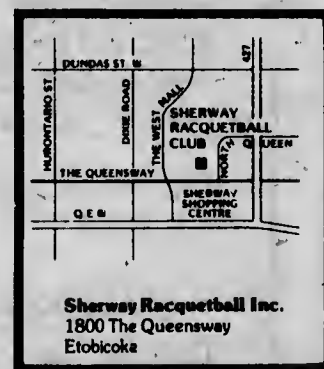 DUNDAS ST. W
427
HURONTARIO ST
DIXIE ROAD
THE WEST MALL
SHERWAY
RACQUETBALL
CLUB
NORTH QUEEN
THE QUEENSWAY
SHERWAY
SHOPPING
CENTRE
Q E W
Sherway Racquetball Inc.
1800 The Queensway
Etobicoka